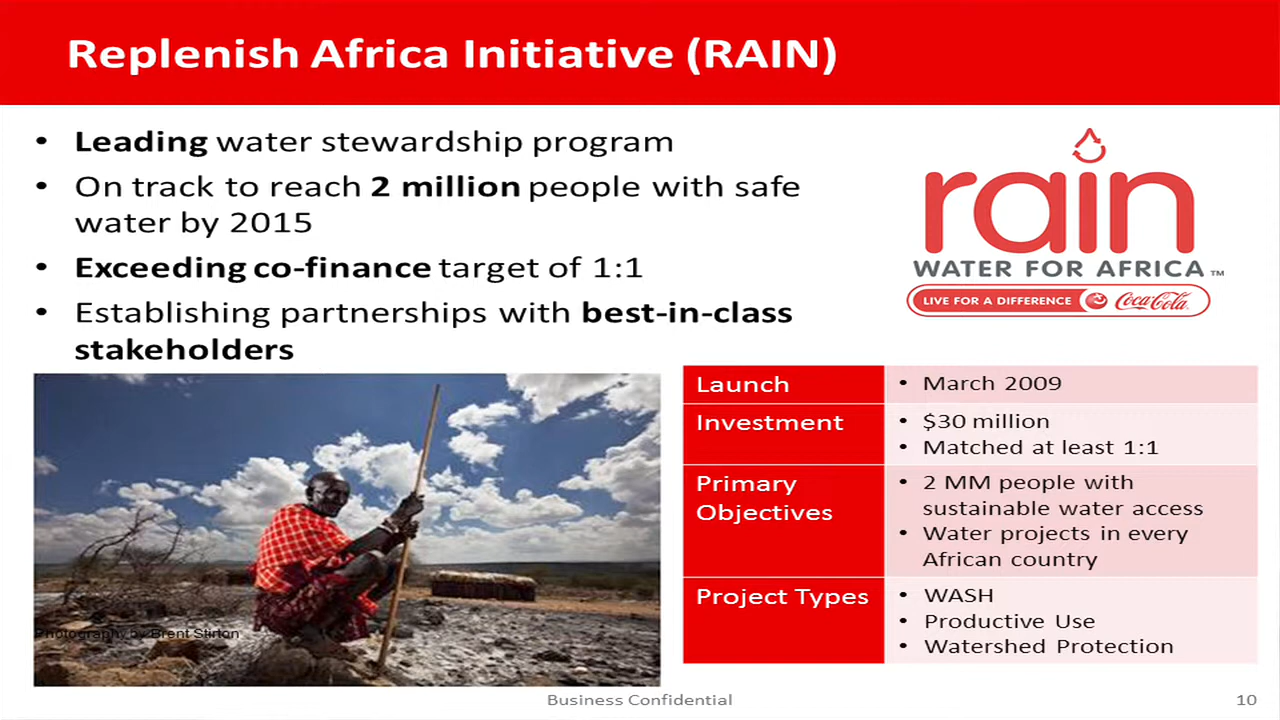 Replenish Africa Initiative (RAIN)
• Leading water stewardship program
• On track to reach 2 million people with safe
water by 2015
• Exceeding co-finance target of 1:1
• Establishing partnerships with best-in-class
stakeholders
rain
WATER FOR AFRICA™
LIVE FOR A DIFFERENCE Coca-Cola
Launch
• March 2009
Investment
• $30 million
• Matched at least 1:1
Primary
Objectives
• 2 MM people with
sustainable water access
• Water projects in every
African country
Project Types
• WASH
• Productive Use
• Watershed Protection
Photography by Brent Stirton
Business Confidential
10